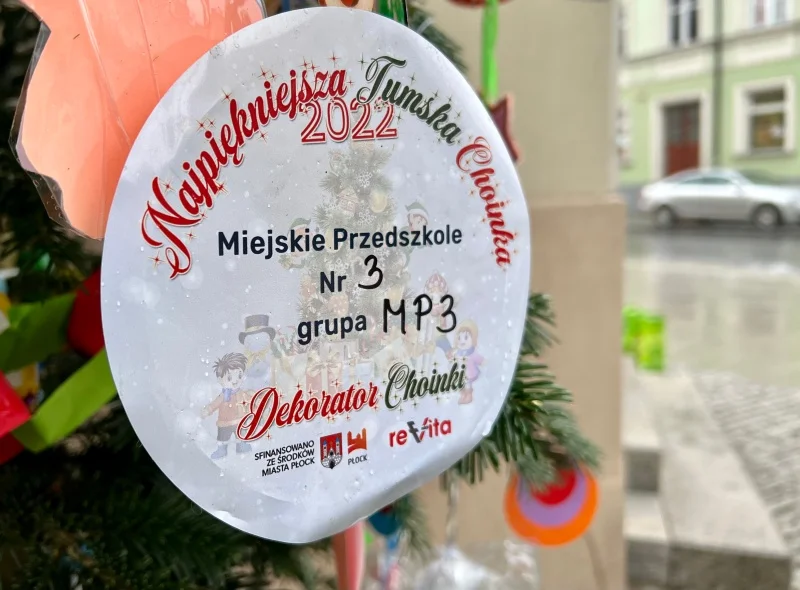 Najpiękniejsza Tumska Choinka
2022
Miejskie Przedszkole
Nr 3
grupa MP3
Dekorator Choinki
SFINANSOWANO
ZE ŚRODKÓW
MIASTA PŁOCK
PŁOCK
reVita